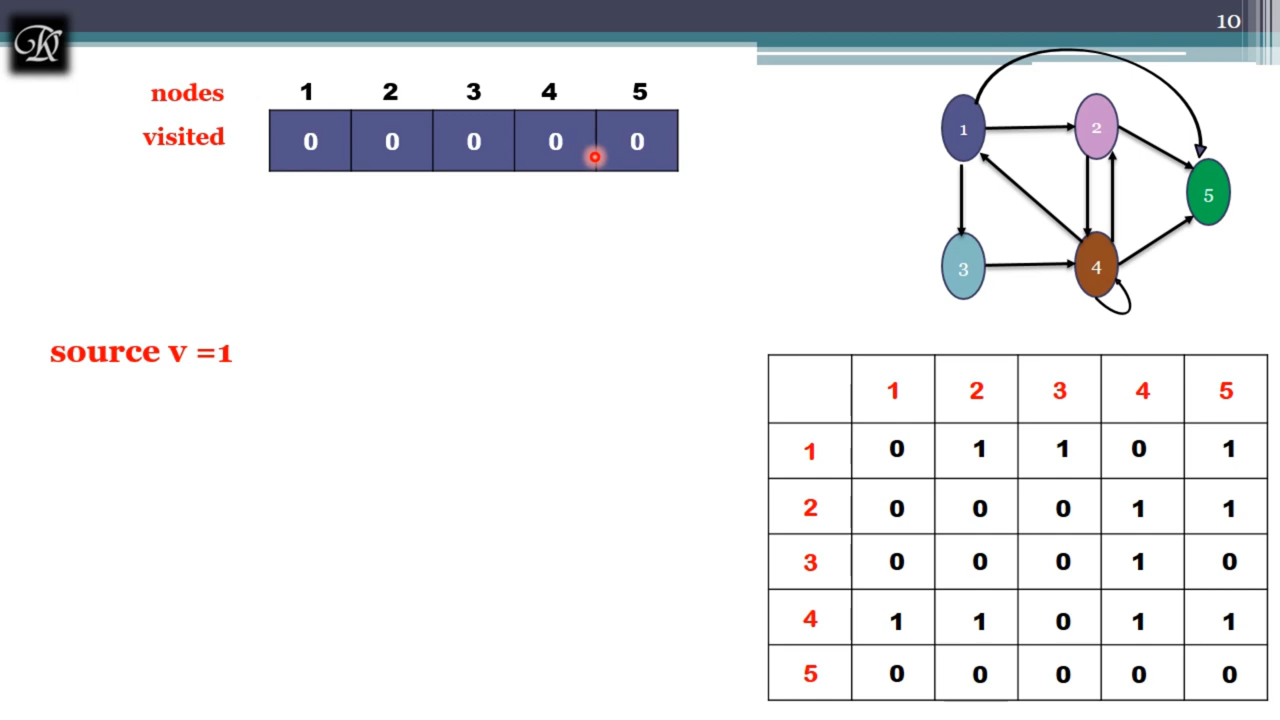 10
nodes 1 2 3 4 5
visited 0 0 0 0 0
1 2
5
3 4
source v =1
1 2 3 4 5
1 0 1 1 0 1
2 0 0 0 1 1
3 0 0 0 1 0
4 1 1 0 1 1
5 0 0 0 0 0